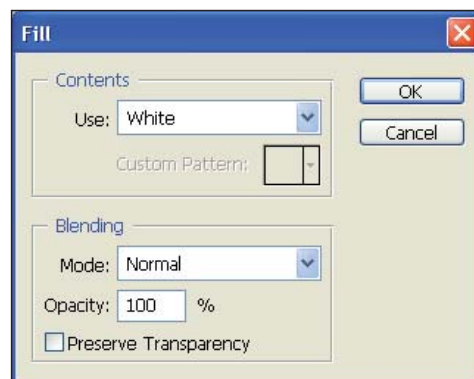 Fill
Contents
Use: White
Custom Pattern:
OK
Cancel
Blending
Mode: Normal
Opacity: 100 %
Preserve Transparency